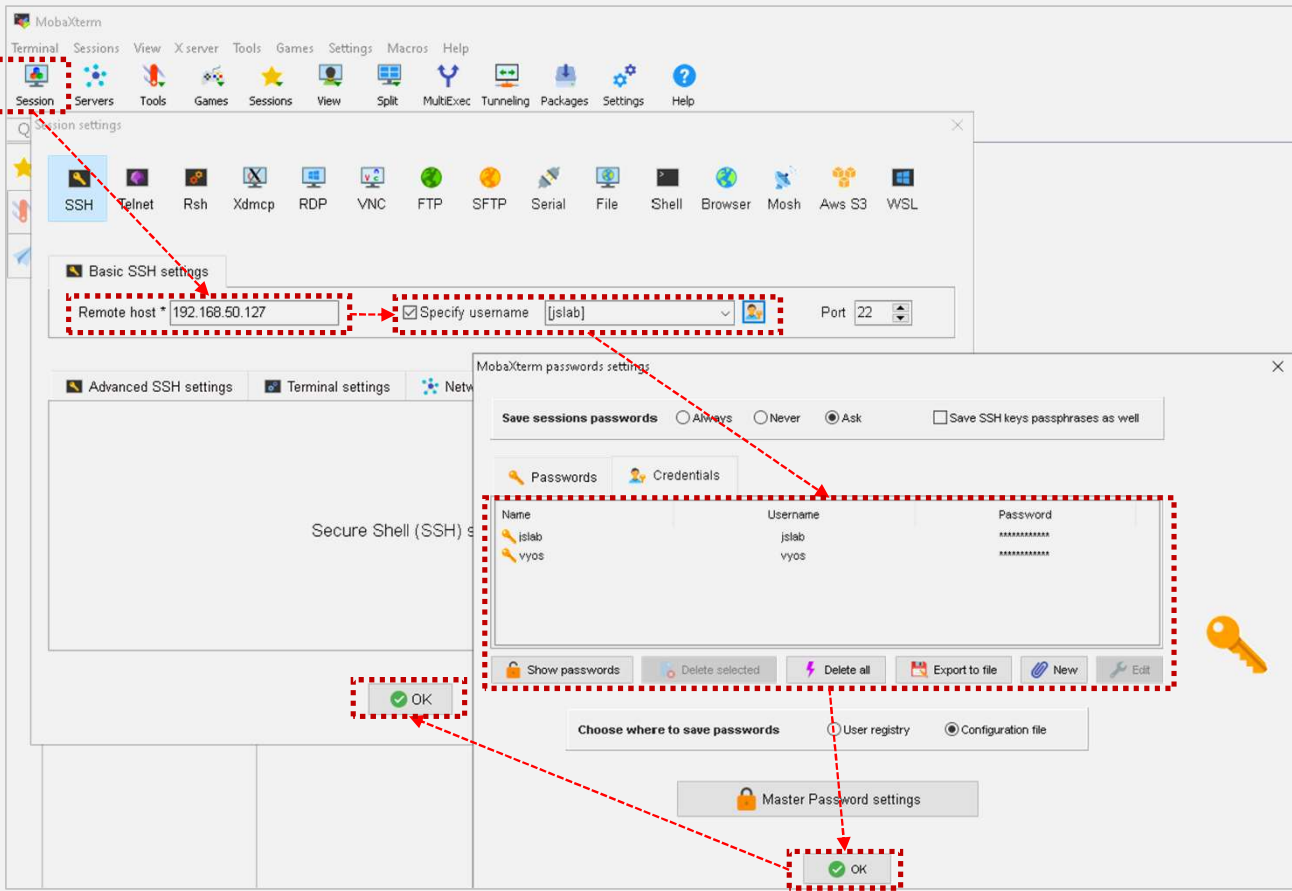 MobaXterm
Terminal Sessions View X server Tools Games Settings Macros Help
Session Servers Tools Games Sessions View Split MultiExec Tunneling Packages Settings Help
Session settings
SSH Telnet Rsh Xdmcp RDP VNC FTP SFTP Serial File Shell Browser Mosh Aws S3 WSL
Basic SSH settings
Remote host * 192.168.50.127 Specify username [jslab] Port 22
MobaXterm passwords settings
Advanced SSH settings Terminal settings Netw
Save sessions passwords Always Never Ask Save SSH keys passphrases as well
Passwords Credentials
Name Username Password
Secure Shell (SSH) s
jslab jslab ************
vyos vyos ************
Show passwords Delete selected Delete all Export to file New Edit
OK
Choose where to save passwords User registry Configuration file
Master Password settings
OK